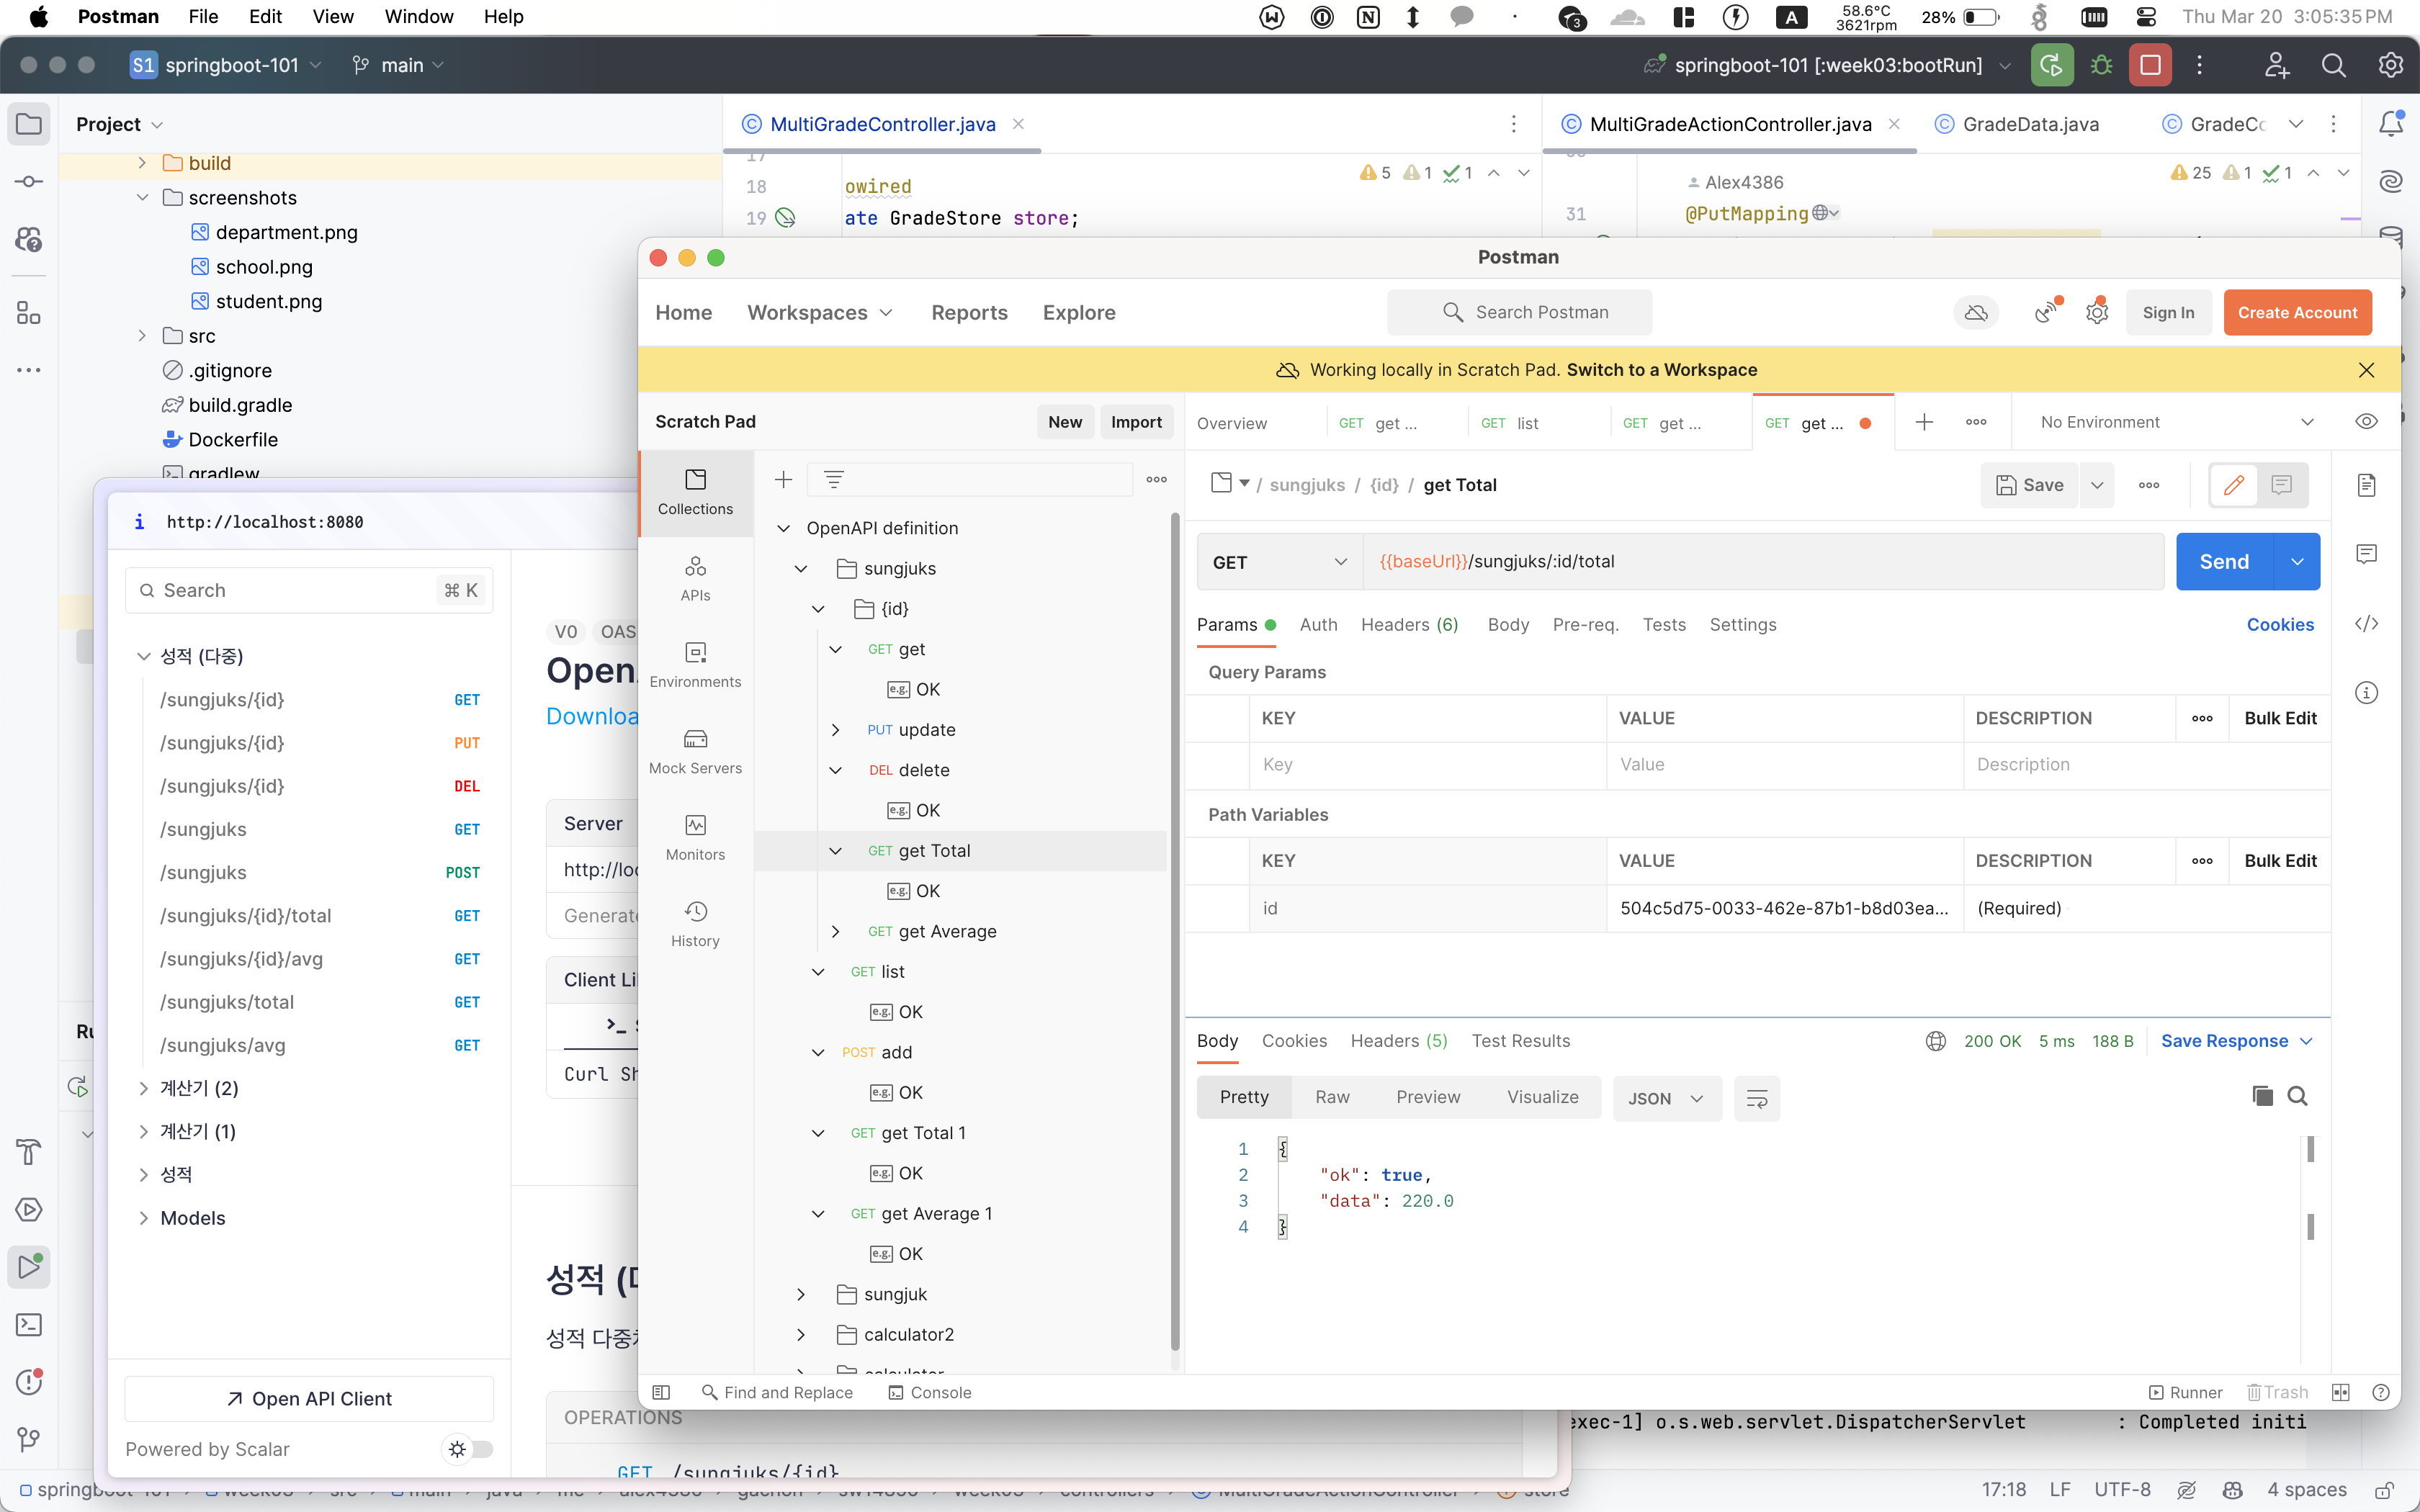 Postman File Edit View Window Help
3 A 58.6°C 3621rpm 28% Thu Mar 20 3:05:35 PM
S1 springboot-101 main springboot-101 [:week03:bootRun]
Project
build
screenshots
department.png
school.png
student.png
src
.gitignore
build.gradle
Dockerfile
gradlew
MultiGradeController.java
17
18 owired
19 ate GradeStore store;
5 1 1
MultiGradeActionController.java GradeData.java
Alex4386
31 @PutMapping
25 1 1
http://localhost:8080
Search ⌘ K
성적 (다중)
/sungjuks/{id} GET
/sungjuks/{id} PUT
/sungjuks/{id} DEL
/sungjuks GET
/sungjuks POST
/sungjuks/{id}/total GET
/sungjuks/{id}/avg GET
/sungjuks/total GET
/sungjuks/avg GET
계산기 (2)
계산기 (1)
성적
Models
Open API Client
Powered by Scalar
V0 OAS
Server
Curl
OPERATIONS
GET /sungjuks/{id}
Postman
Home Workspaces Reports Explore Search Postman Sign In Create Account
Working locally in Scratch Pad. Switch to a Workspace
Scratch Pad New Import
Collections
APIs
Environments
Mock Servers
Monitors
History
OpenAPI definition
sungjuks
{id}
GET get
e.g. OK
PUT update
DEL delete
e.g. OK
GET get Total
e.g. OK
GET get Average
GET list
e.g. OK
POST add
e.g. OK
GET get Total 1
e.g. OK
GET get Average 1
e.g. OK
sungjuk
calculator2
calculator
Overview GET get ... GET list GET get ... GET get ... No Environment
/ sungjuks / {id} / get Total Save
GET {{baseUrl}}/sungjuks/:id/total Send
Params Auth Headers (6) Body Pre-req. Tests Settings Cookies
Query Params
KEY VALUE DESCRIPTION Bulk Edit
Key Value Description
Path Variables
KEY VALUE DESCRIPTION Bulk Edit
id 504c5d75-0033-462e-87b1-b8d03ea... (Required)
Body Cookies Headers (5) Test Results 200 OK 5 ms 188 B Save Response
Pretty Raw Preview Visualize JSON
1 {
2 "ok": true,
3 "data": 220.0
4 }
Find and Replace Console Runner Trash
exec-1] o.s.web.servlet.DispatcherServlet : Completed initi
17:18 LF UTF-8 4 spaces